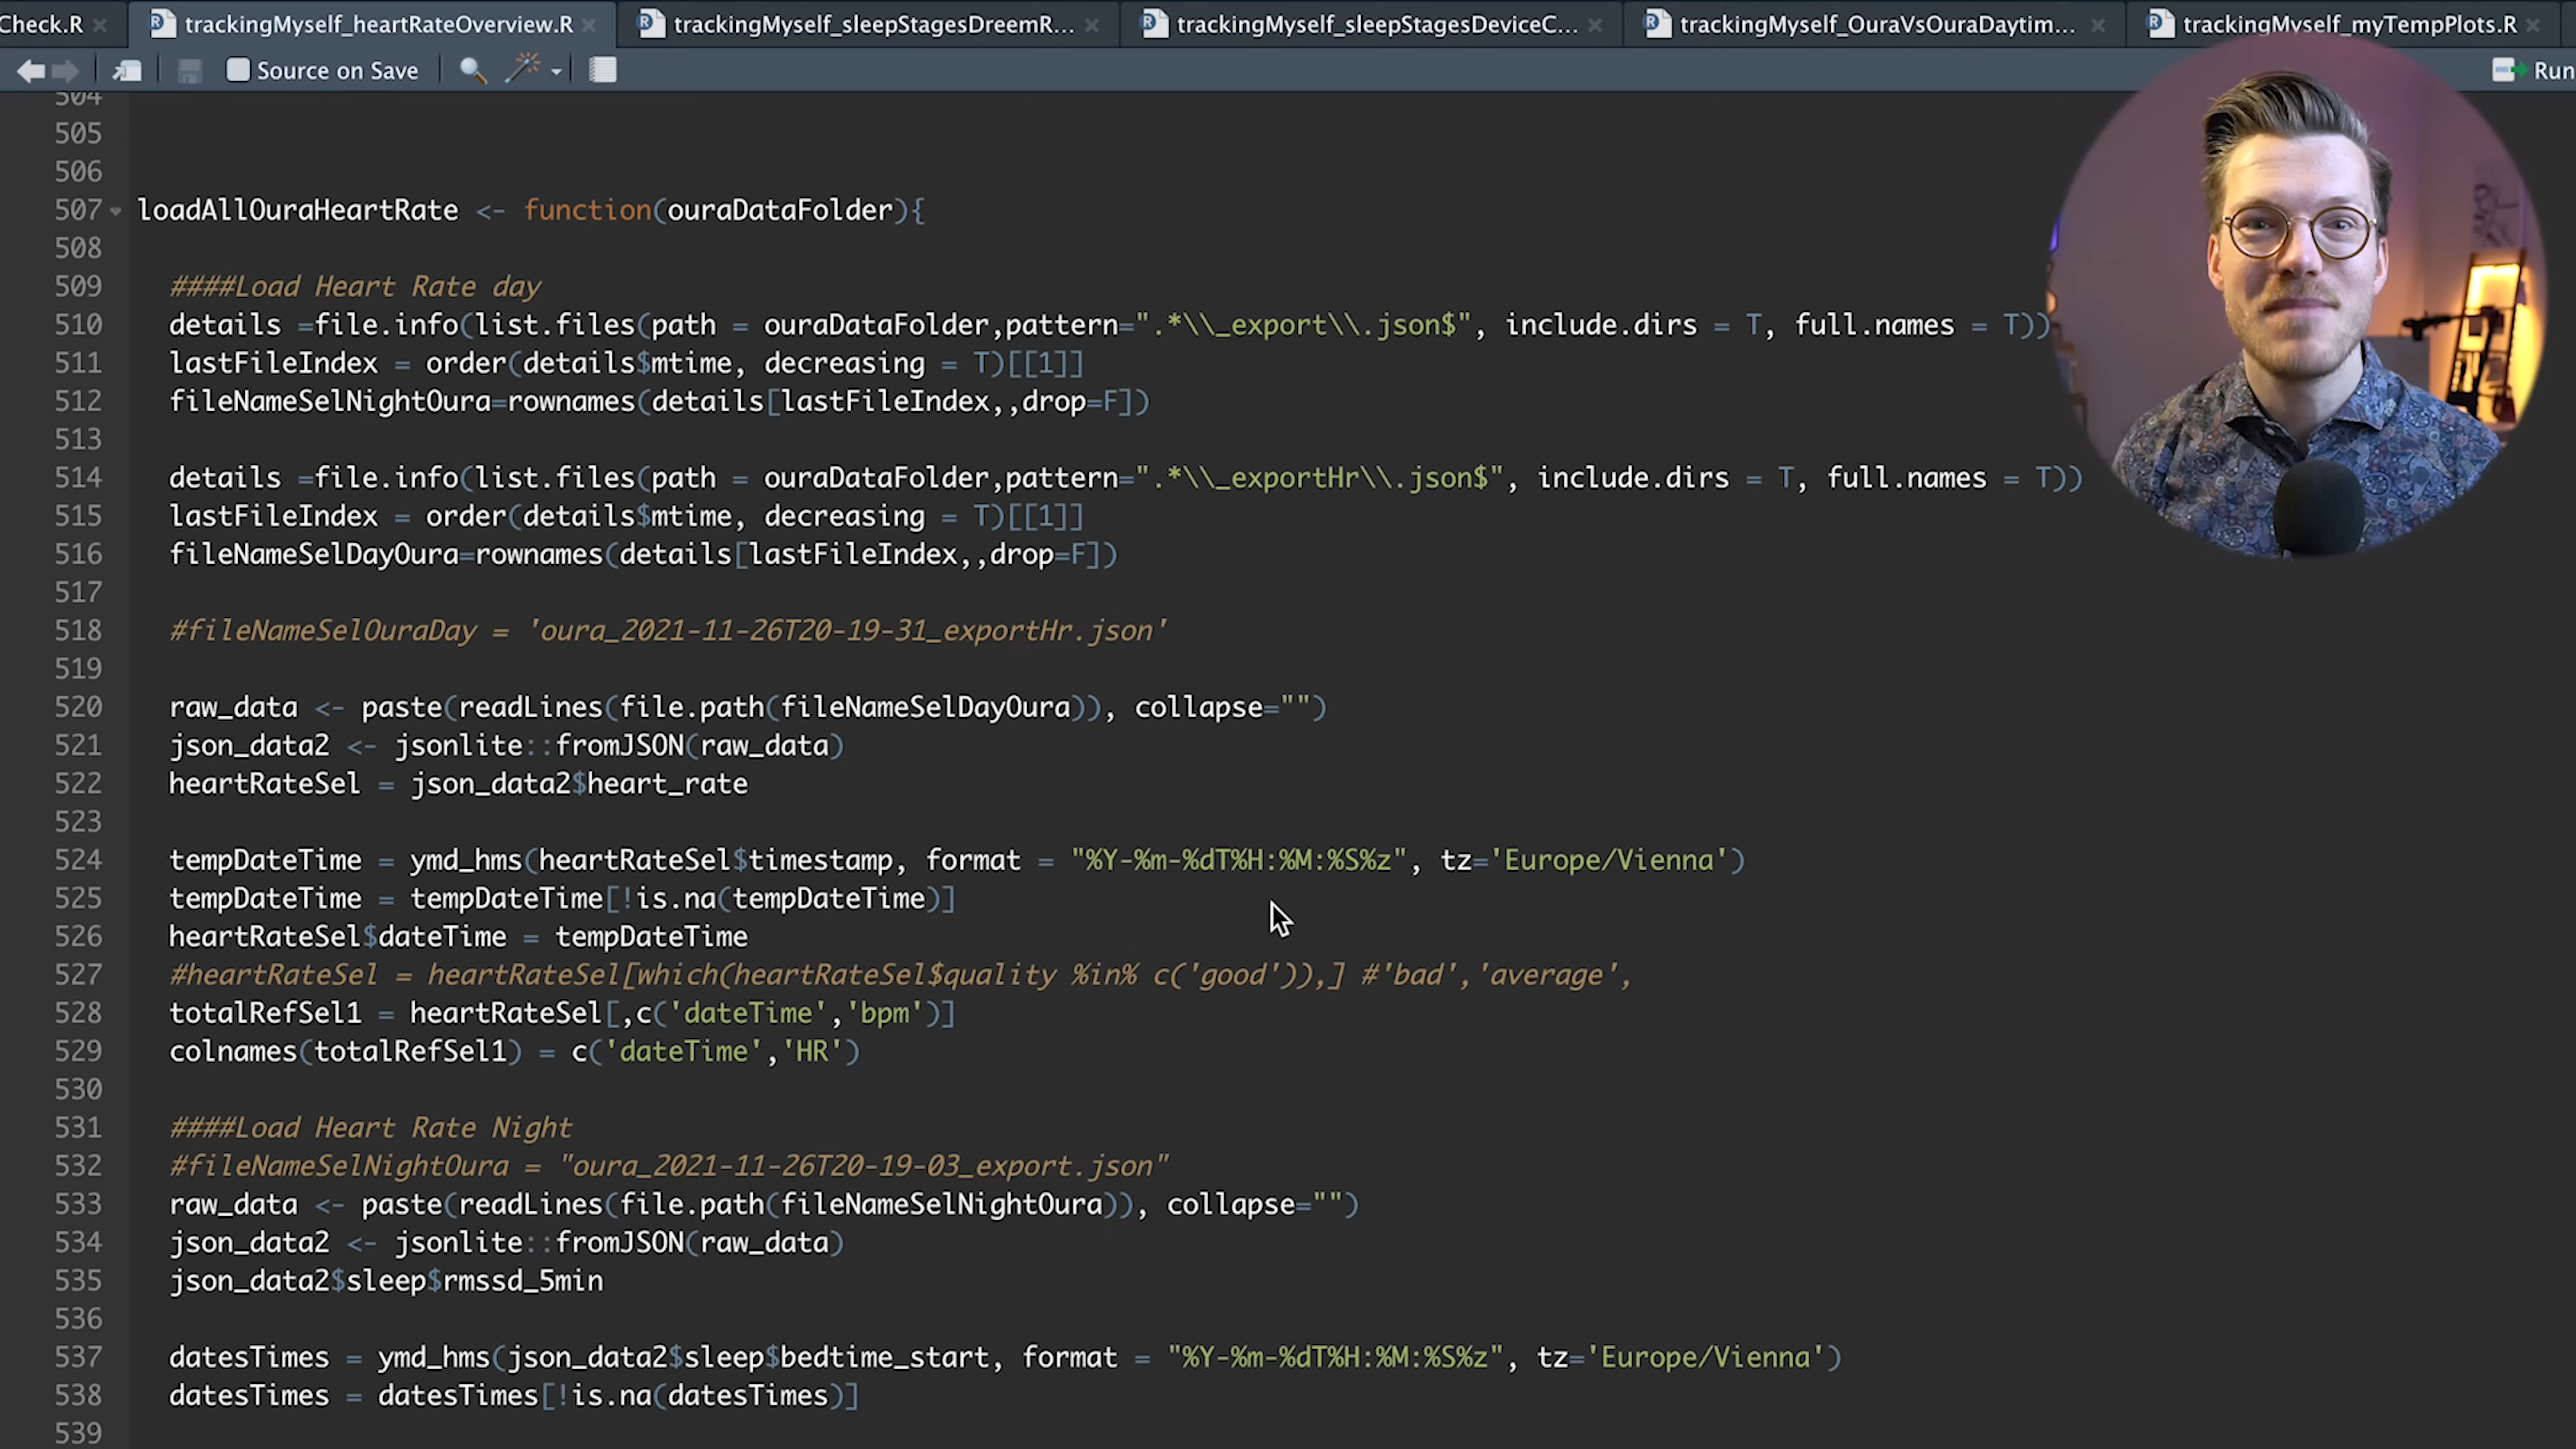 Check.R
trackingMyself_heartRateOverview.R
trackingMyself_sleepStagesDreemR...
trackingMyself_sleepStagesDeviceC...
trackingMyself_OuraVsOuraDaytim...
trackingMyself_myTempPlots.R
Source on Save
Run
504
505
506
507 loadAllOuraHeartRate <- function(ouraDataFolder){
508
509 ####Load Heart Rate day
510 details =file.info(list.files(path = ouraDataFolder,pattern=".*\\_export\\.json$", include.dirs = T, full.names = T))
511 lastFileIndex = order(details$mtime, decreasing = T)[[1]]
512 fileNameSelNightOura=rownames(details[lastFileIndex,,drop=F])
513
514 details =file.info(list.files(path = ouraDataFolder,pattern=".*\\_exportHr\\.json$", include.dirs = T, full.names = T))
515 lastFileIndex = order(details$mtime, decreasing = T)[[1]]
516 fileNameSelDayOura=rownames(details[lastFileIndex,,drop=F])
517
518 #fileNameSelOuraDay = 'oura_2021-11-26T20-19-31_exportHr.json'
519
520 raw_data <- paste(readLines(file.path(fileNameSelDayOura)), collapse="")
521 json_data2 <- jsonlite::fromJSON(raw_data)
522 heartRateSel = json_data2$heart_rate
523
524 tempDateTime = ymd_hms(heartRateSel$timestamp, format = "%Y-%m-%dT%H:%M:%S%z", tz='Europe/Vienna')
525 tempDateTime = tempDateTime[!is.na(tempDateTime)]
526 heartRateSel$dateTime = tempDateTime
527 #heartRateSel = heartRateSel[which(heartRateSel$quality %in% c('good')),] #'bad','average',
528 totalRefSel1 = heartRateSel[,c('dateTime','bpm')]
529 colnames(totalRefSel1) = c('dateTime','HR')
530
531 ####Load Heart Rate Night
532 #fileNameSelNightOura = "oura_2021-11-26T20-19-03_export.json"
533 raw_data <- paste(readLines(file.path(fileNameSelNightOura)), collapse="")
534 json_data2 <- jsonlite::fromJSON(raw_data)
535 json_data2$sleep$rmssd_5min
536
537 datesTimes = ymd_hms(json_data2$sleep$bedtime_start, format = "%Y-%m-%dT%H:%M:%S%z", tz='Europe/Vienna')
538 datesTimes = datesTimes[!is.na(datesTimes)]
539